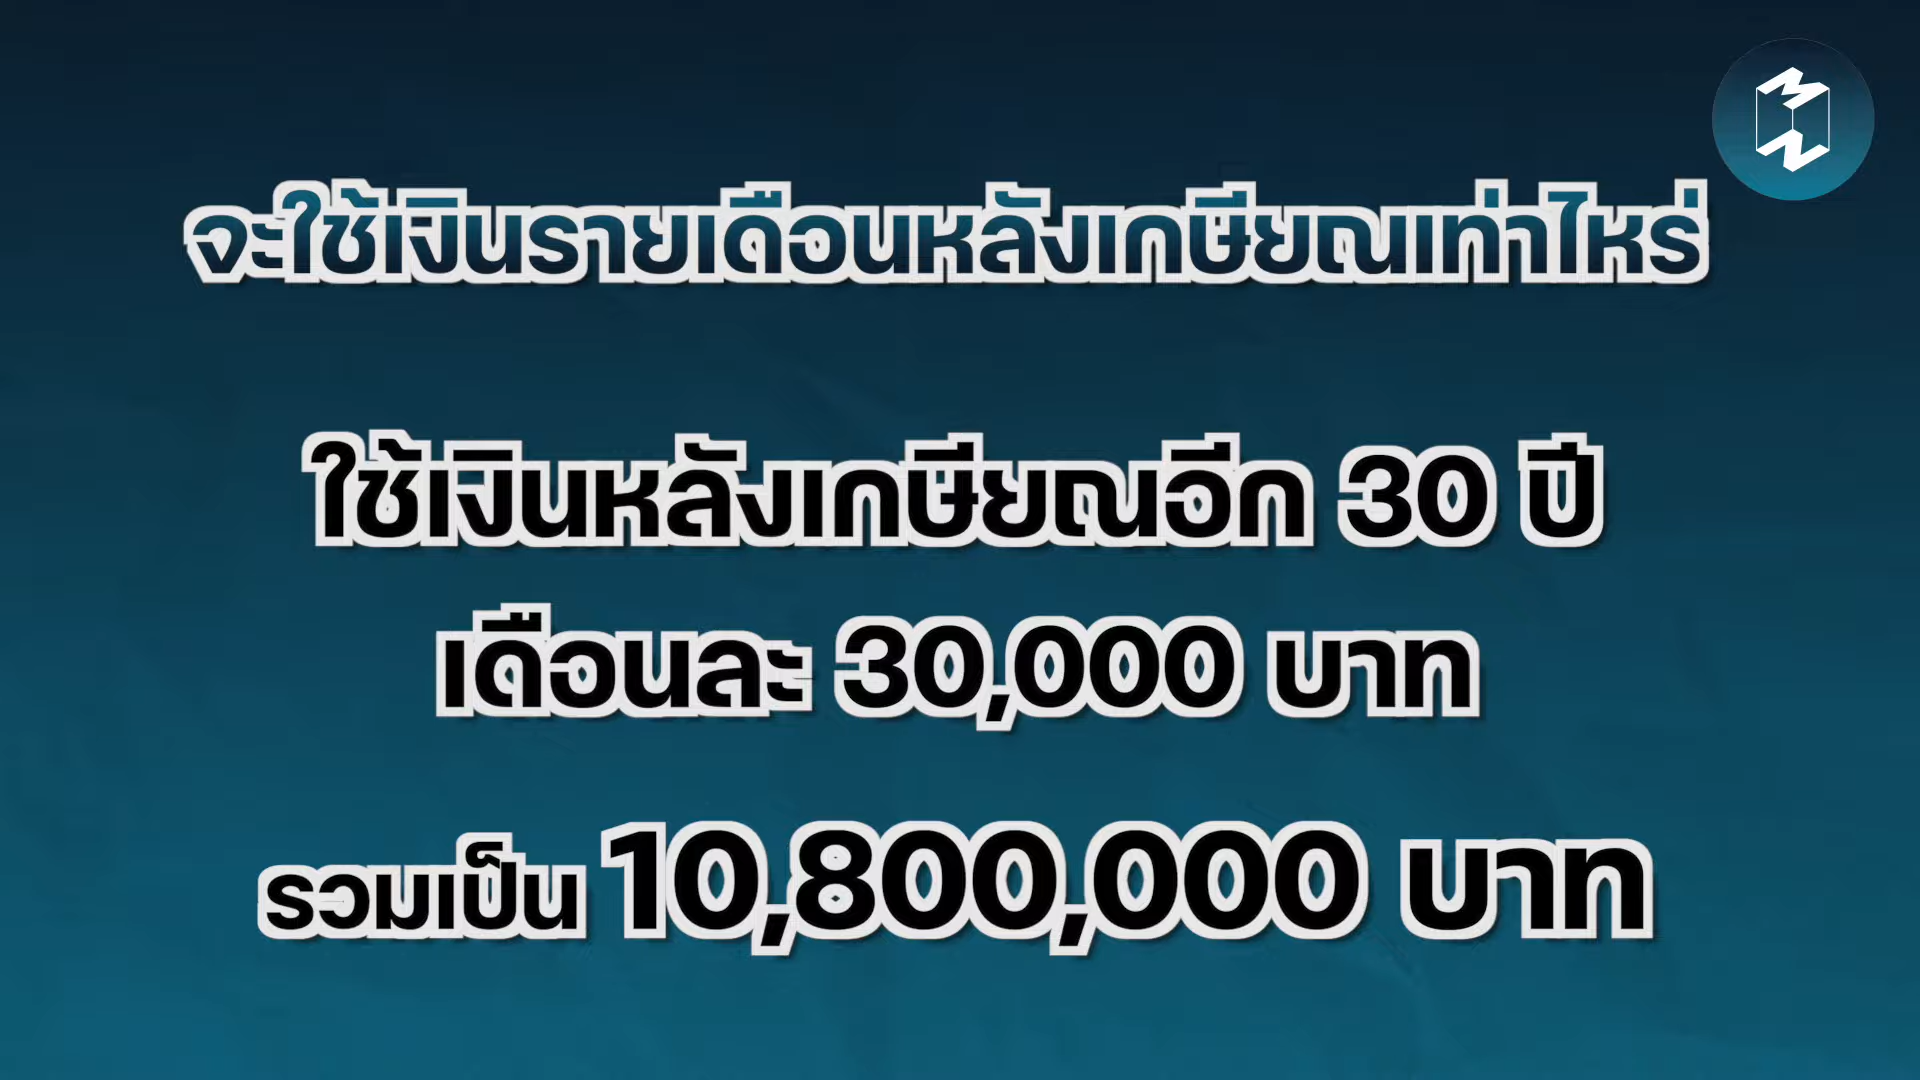 จะใช้เงินรายเดือนหลังเกษียณเท่าไหร่
ใช้เงินหลังเกษียณอีก 30 ปี
เดือนละ 30,000 บาท
รวมเป็น 10,800,000 บาท